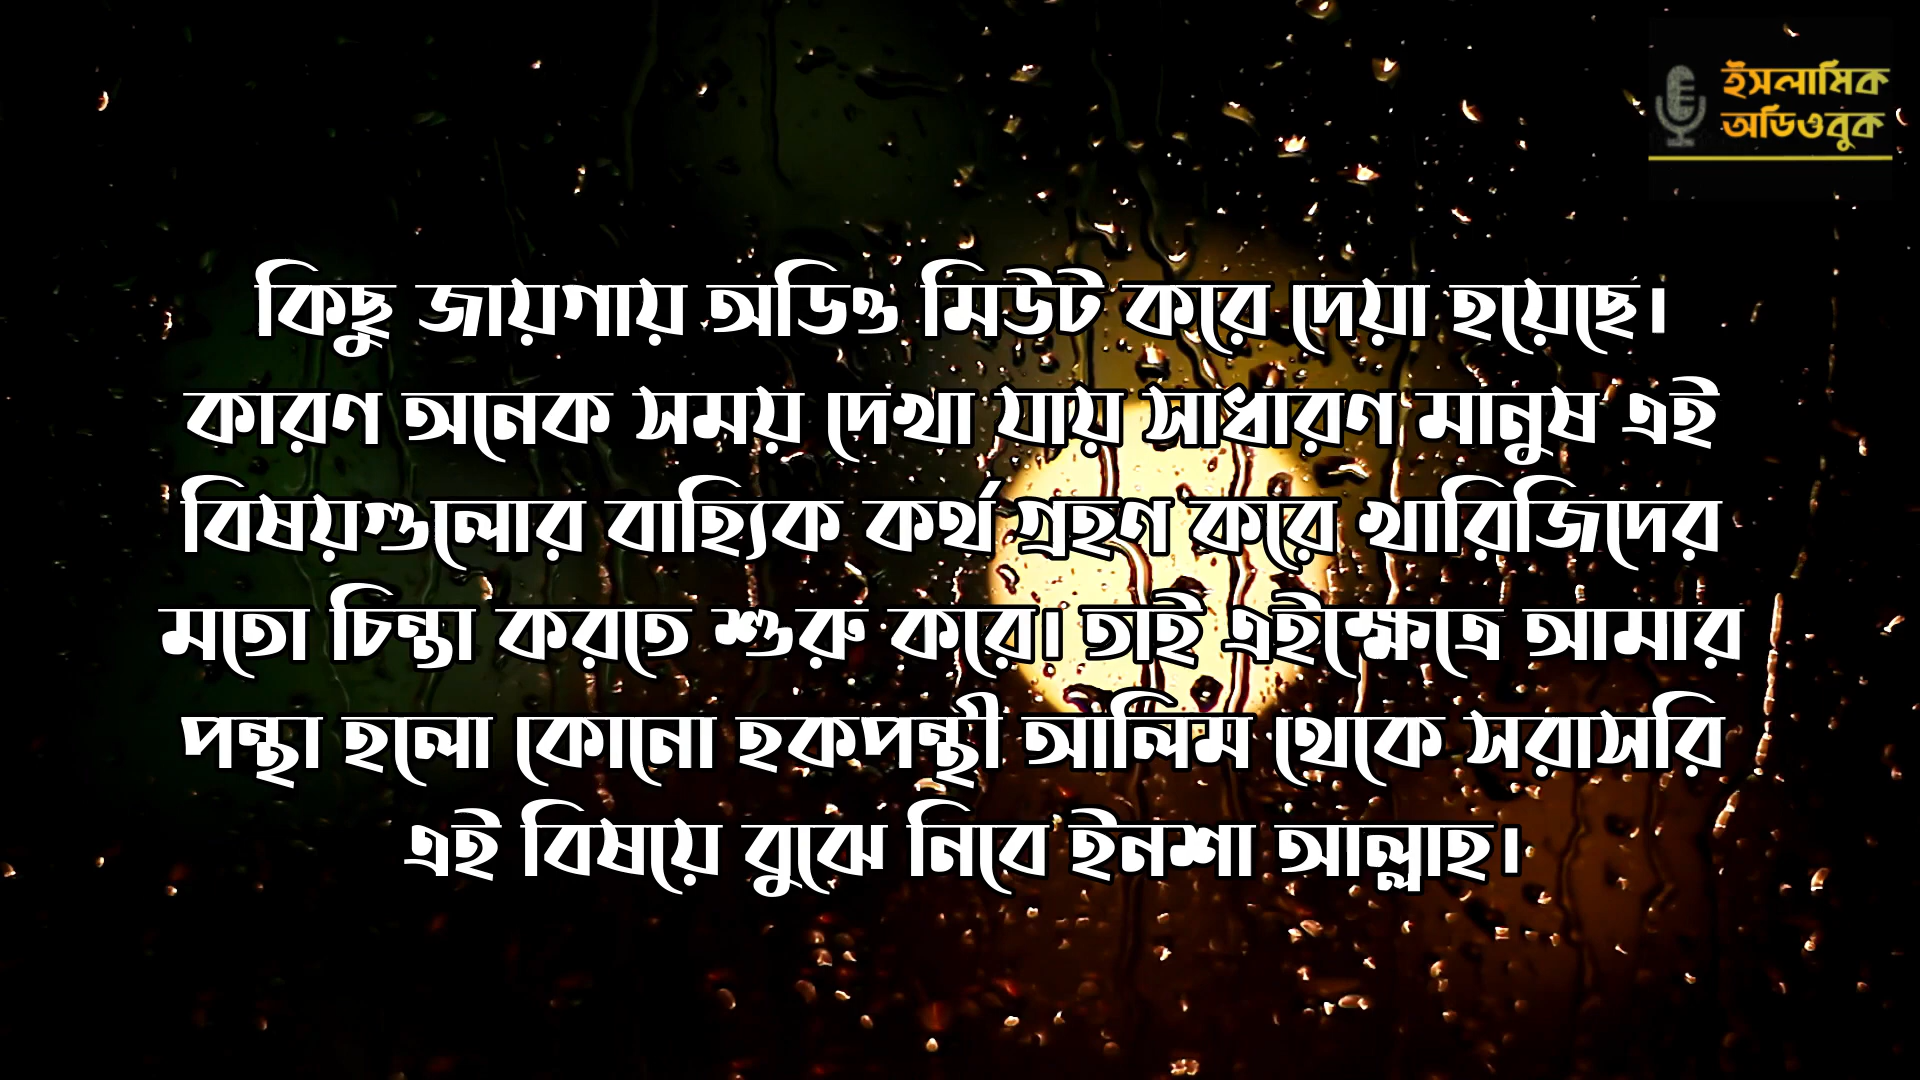 ইসলামিক
অডিওবুক
কিছু জায়গায় অডিও মিউট করে দেয়া হয়েছে।
কারণ অনেক সময় দেখা যায় সাধারণ মানুষ এই
বিষয়গুলোর বাহ্যিক কর্থ গ্রহণ করে খারিজিদের
মতো চিন্তা করতে শুরু করে। তাই এইক্ষেত্রে আমার
পন্থা হলো কোনো হকপন্থী আলিম থেকে সরাসরি
এই বিষয়ে বুঝে নিবে ইনশা আল্লাহ।